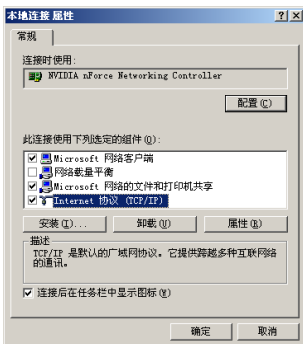 本地连接 属性
常规
连接时使用:
NVIDIA nForce Networking Controller
配置(C)
此连接使用下列选定的组件(O):
Microsoft 网络客户端
网络载量平衡
Microsoft 网络的文件和打印机共享
Internet 协议 (TCP/IP)
安装(I)... 卸载(U) 属性(R)
描述
TCP/IP 是默认的广域网协议。它提供跨越多种互联网络
的通讯。
连接后在任务栏中显示图标(W)
确定 取消